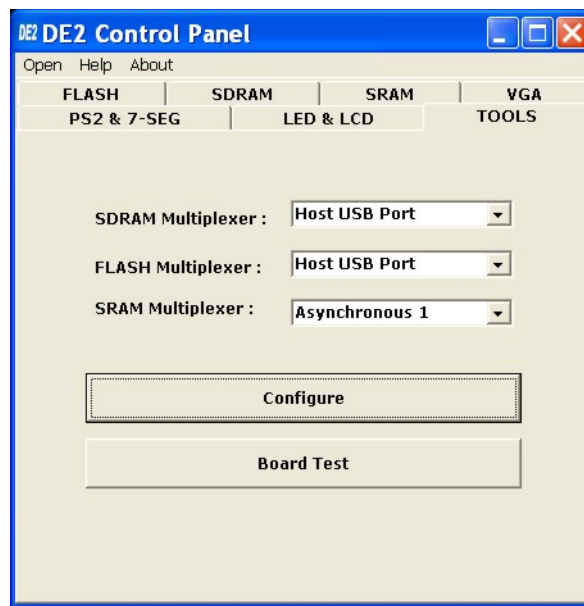 DE2 DE2 Control Panel
Open Help About
FLASH SDRAM SRAM VGA
PS2 & 7-SEG LED & LCD TOOLS
SDRAM Multiplexer : Host USB Port
FLASH Multiplexer : Host USB Port
SRAM Multiplexer : Asynchronous 1
Configure
Board Test